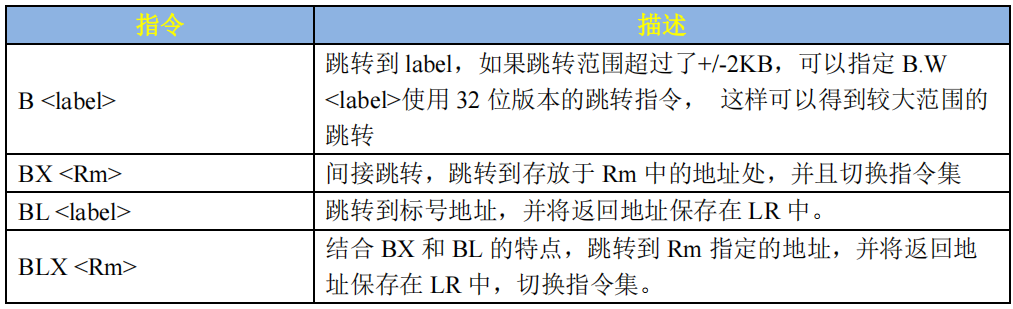 指令 描述
B <label> 跳转到 label，如果跳转范围超过了+/-2KB，可以指定 B.W
<label>使用 32 位版本的跳转指令， 这样可以得到较大范围的
跳转
BX <Rm> 间接跳转，跳转到存放于 Rm 中的地址处，并且切换指令集
BL <label> 跳转到标号地址，并将返回地址保存在 LR 中。
BLX <Rm> 结合 BX 和 BL 的特点，跳转到 Rm 指定的地址，并将返回地
址保存在 LR 中，切换指令集。